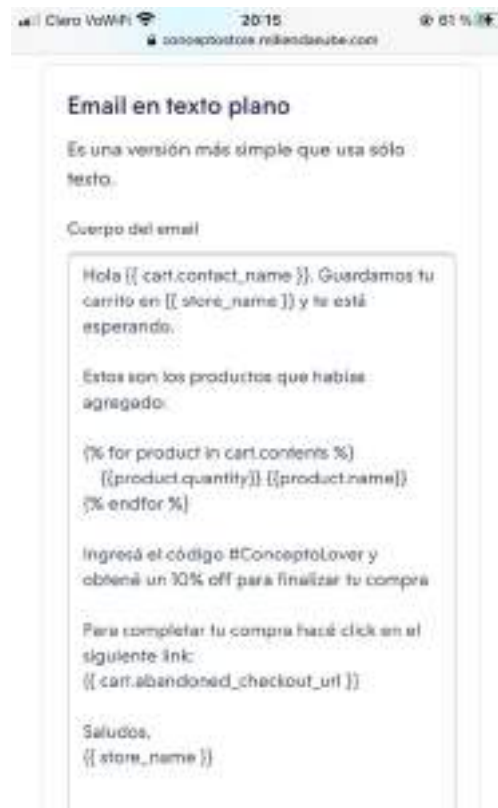 Claro VoWiFi 20:15 61 %
conceptostore.mitiendanube.com
Email en texto plano
Es una versión más simple que usa sólo
texto.
Cuerpo del email
Hola {{ cart.contact_name }}. Guardamos tu
carrito en {{ store_name }} y te está
esperando.
Estos son los productos que habías
agregado:
{% for product in cart.contents %}
{{product.quantity}} {{product.name}}
{% endfor %}
Ingresá el código #ConceptoLover y
obtené un 10% off para finalizar tu compra
Para completar tu compra hacé click en el
siguiente link:
{{ cart.abandoned_checkout_url }}
Saludos,
{{ store_name }}